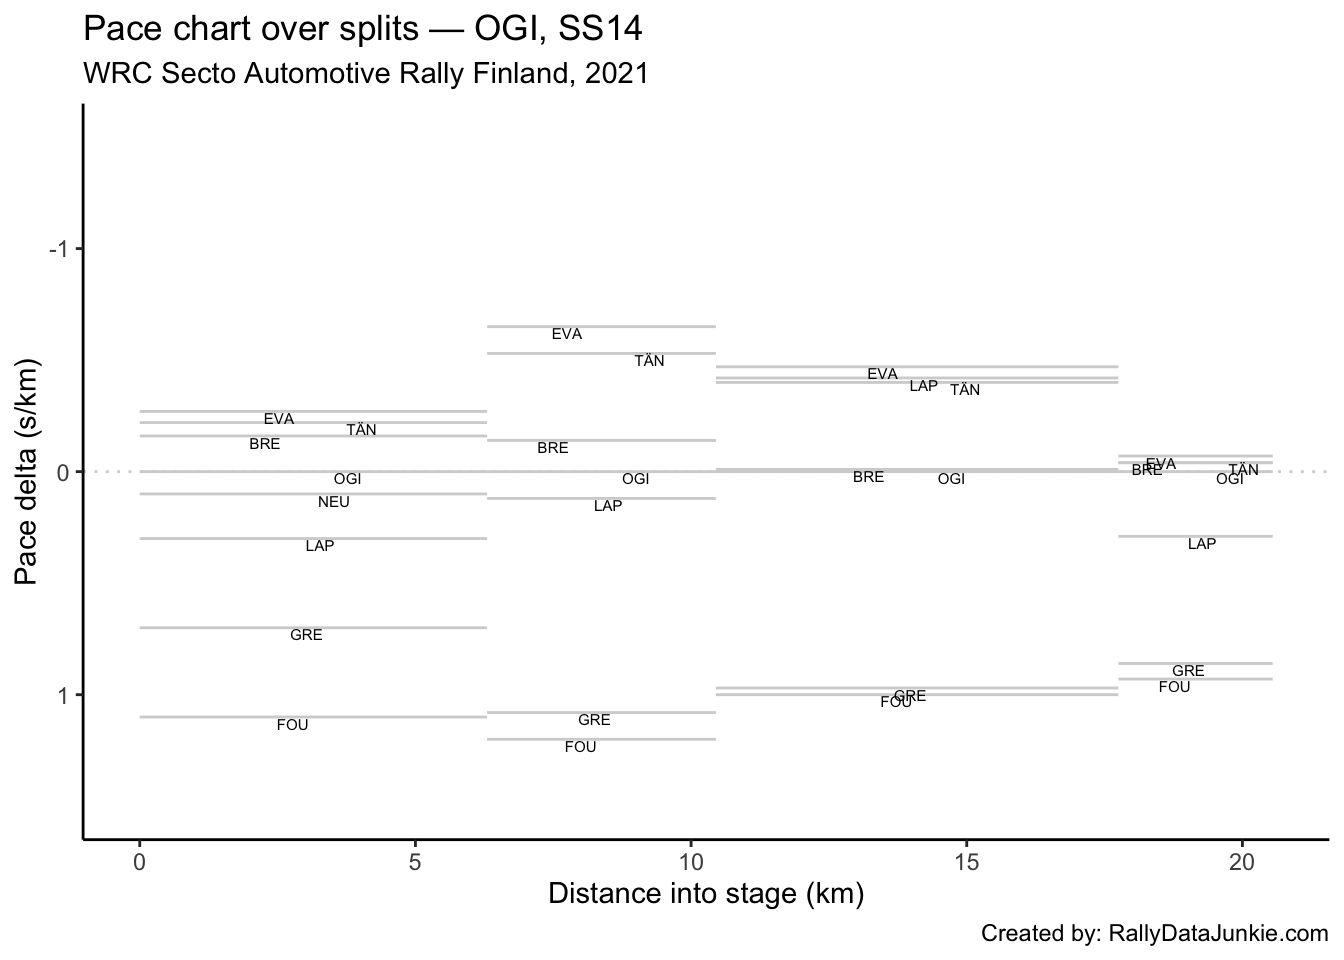 Pace chart over splits — OGI, SS14
WRC Secto Automotive Rally Finland, 2021
Pace delta (s/km)
-1
0
1
EVA
TÄN
BRE
OGI
NEU
LAP
GRE
FOU
EVA
TÄN
BRE
OGI
LAP
GRE
FOU
EVA
LAP
TÄN
BRE
OGI
GRE
FOU
EVA
BRE
TÄN
OGI
LAP
GRE
FOU
0
5
10
15
20
Distance into stage (km)
Created by: RallyDataJunkie.com